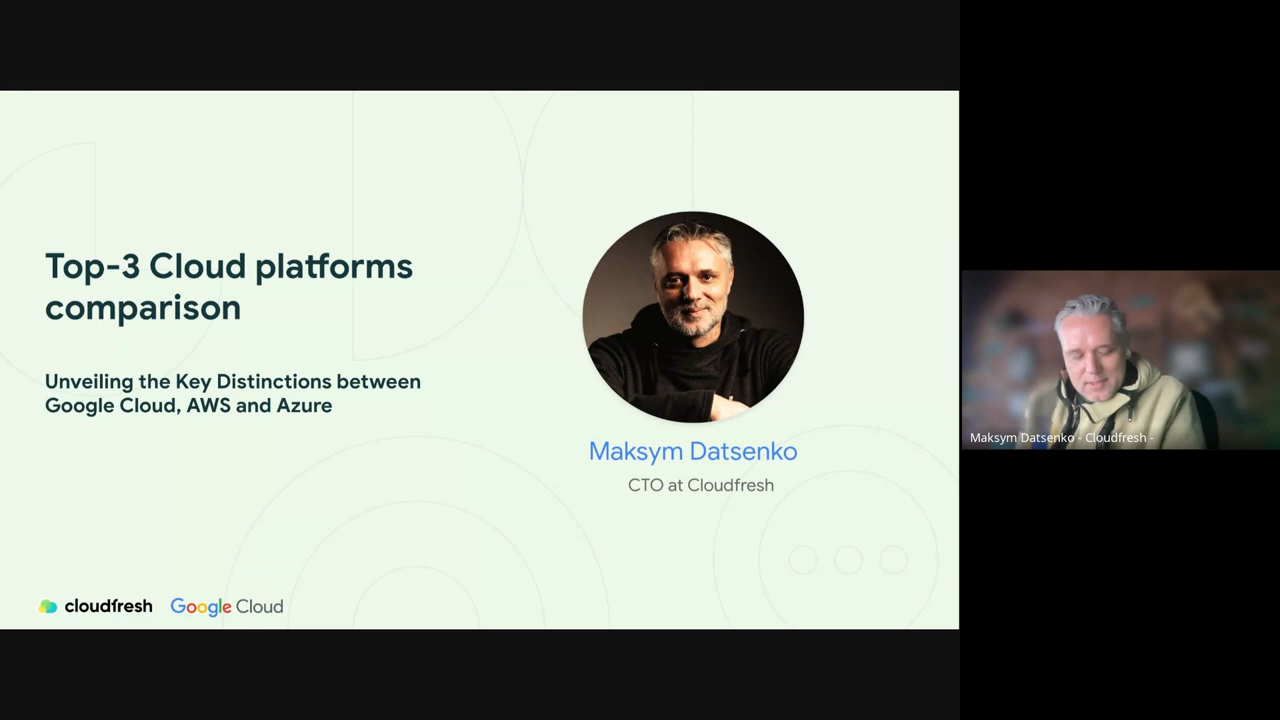 Top-3 Cloud platforms
comparison
Unveiling the Key Distinctions between
Google Cloud, AWS and Azure
Maksym Datsenko
CTO at Cloudfresh
cloudfresh
Google Cloud
Maksym Datsenko - Cloudfresh -